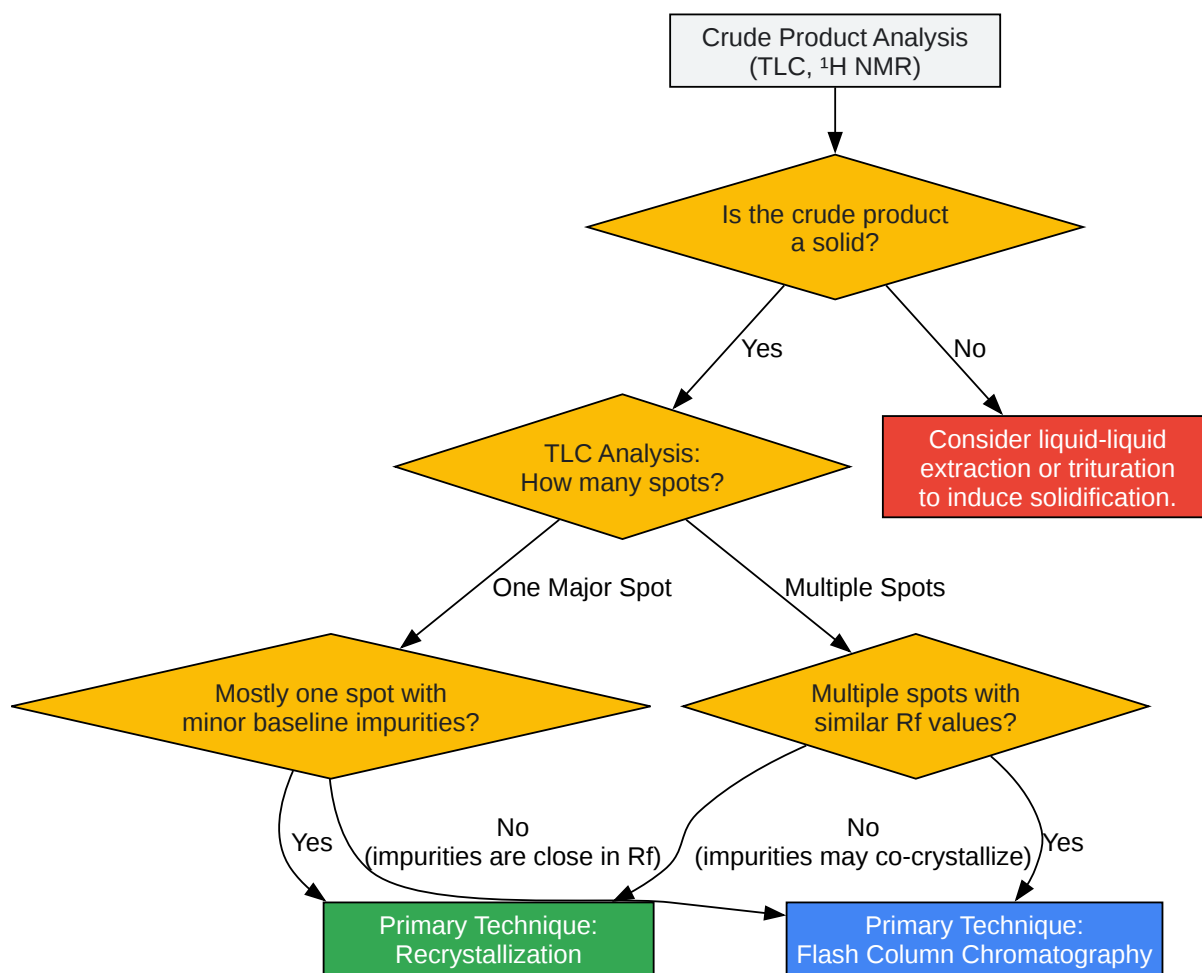 Crude Product Analysis
(TLC, ¹H NMR)
Is the crude product
a solid?
Yes
No
TLC Analysis:
How many spots?
Consider liquid-liquid
extraction or trituration
to induce solidification.
One Major Spot
Multiple Spots
Mostly one spot with
minor baseline impurities?
Multiple spots with
similar Rf values?
Yes
No
(impurities are close in Rf)
No
(impurities may co-crystallize)
Yes
Primary Technique:
Recrystallization
Primary Technique:
Flash Column Chromatography